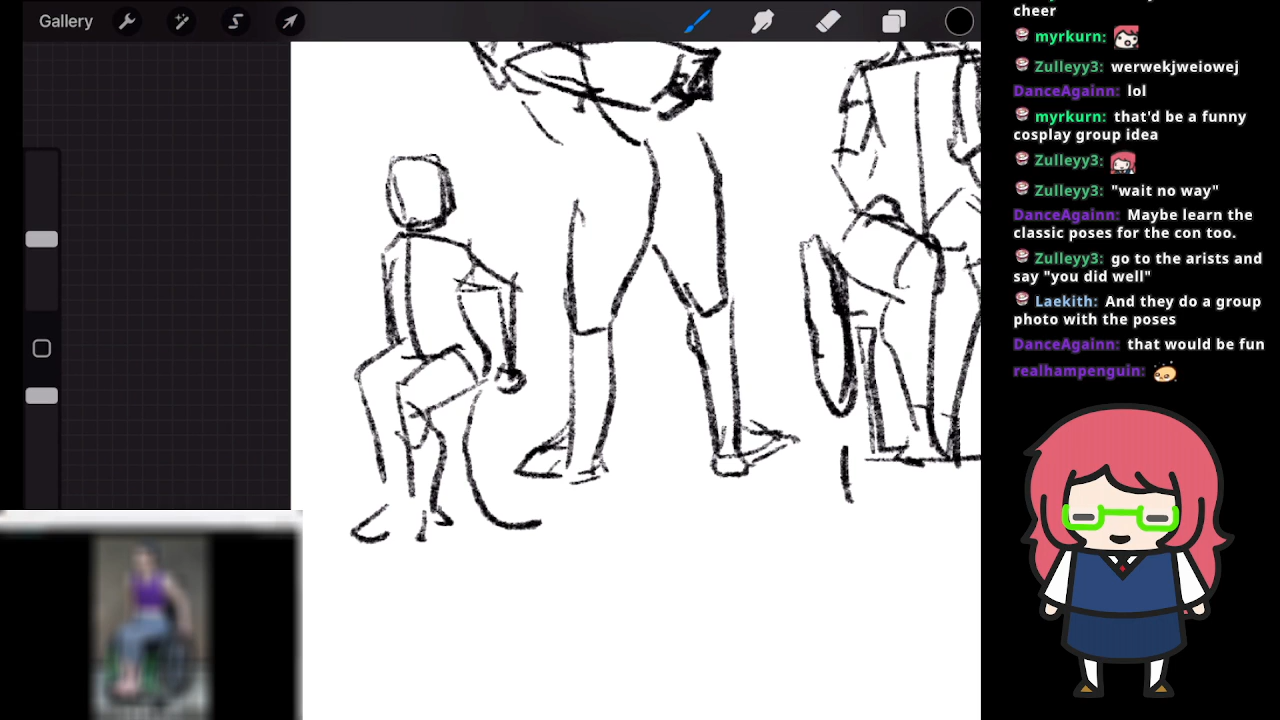 Gallery
cheer
myrkurn:
Zulleyy3: werwekjweiowej
DanceAgainn: lol
myrkurn: that'd be a funny
cosplay group idea
Zulleyy3:
Zulleyy3: "wait no way"
DanceAgainn: Maybe learn the
classic poses for the con too.
Zulleyy3: go to the arists and
say "you did well"
Laekith: And they do a group
photo with the poses
DanceAgainn: that would be fun
realhampenguin: